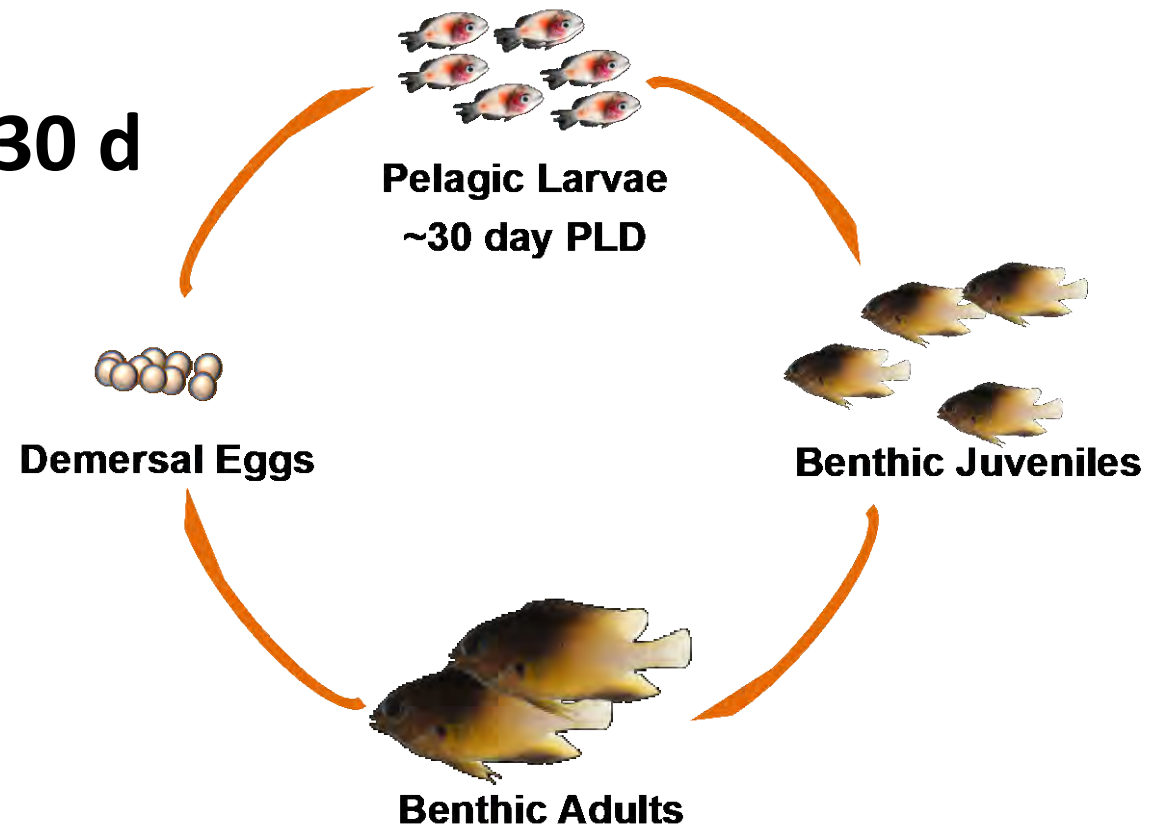 30 d
Pelagic Larvae
~30 day PLD
Demersal Eggs
Benthic Juveniles
Benthic Adults